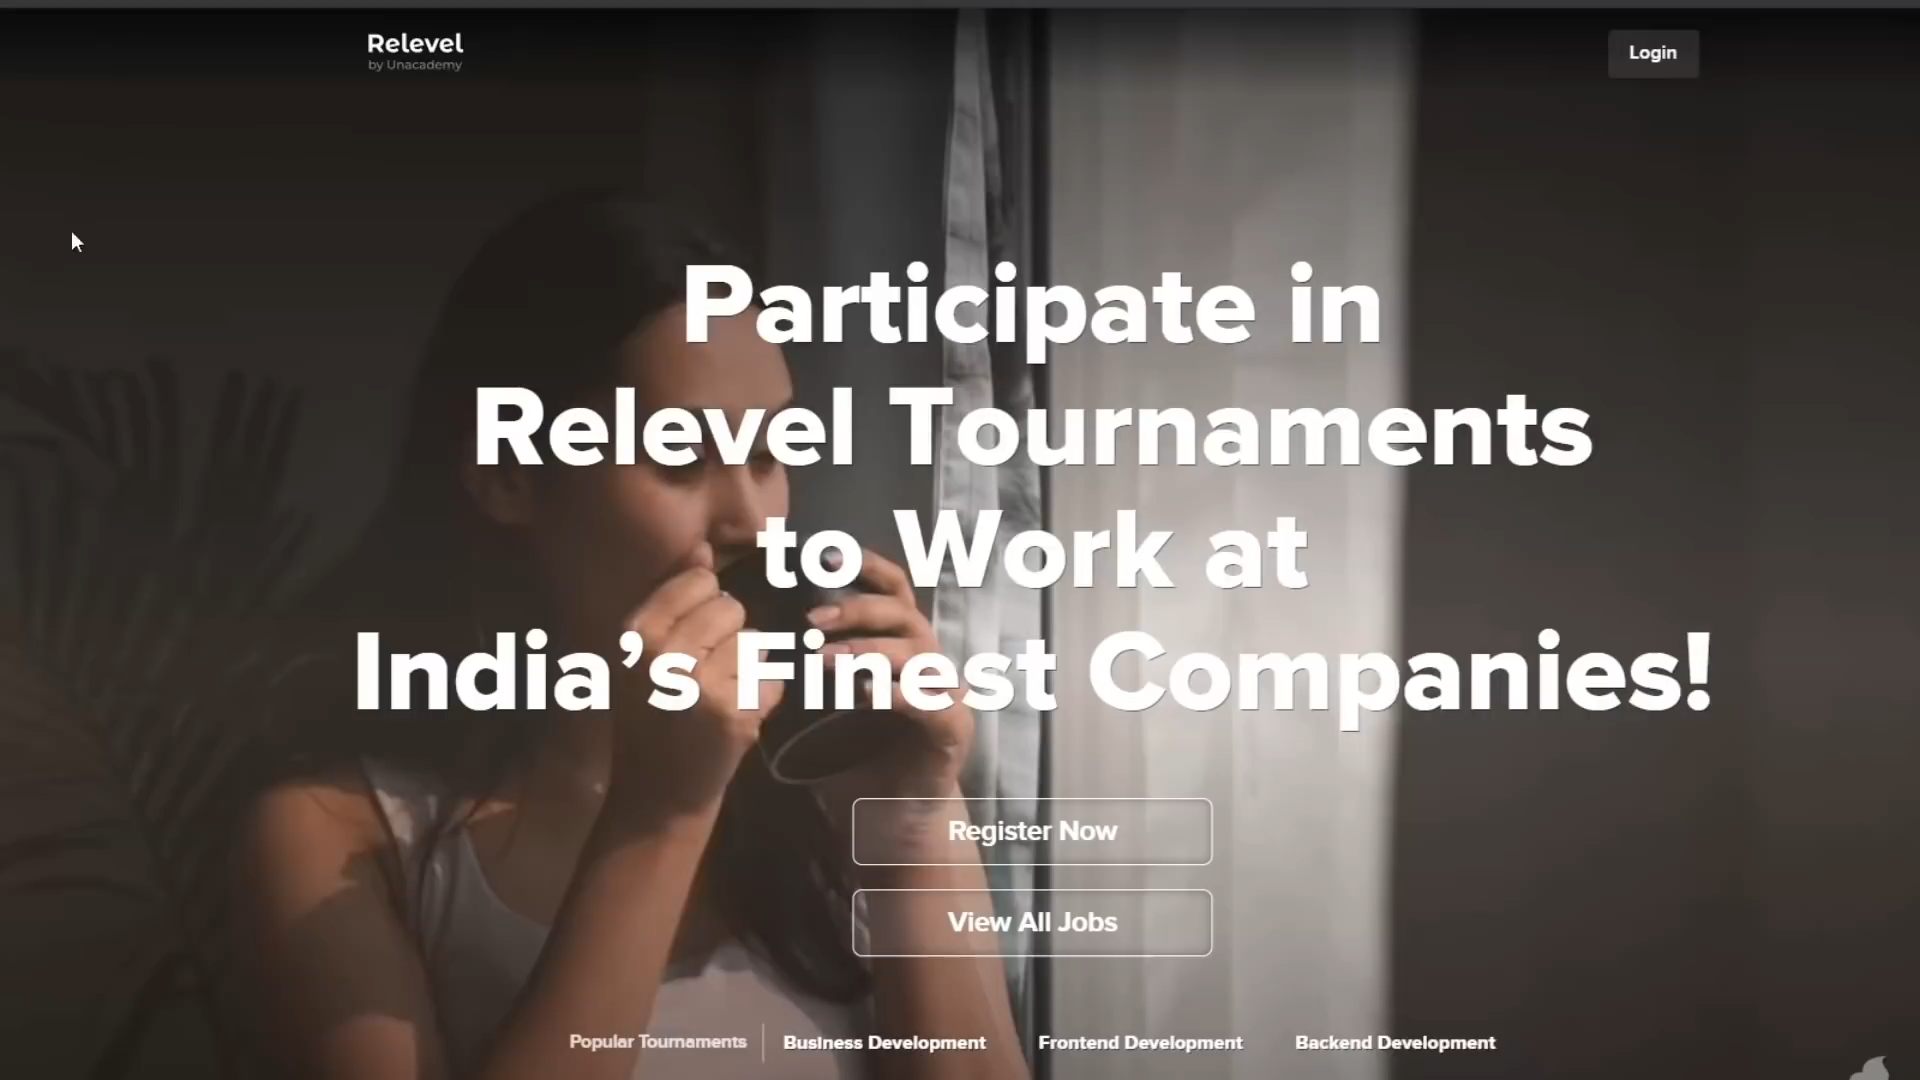 Relevel
by Unacademy
Login
Participate in
Relevel Tournaments
to Work at
India’s Finest Companies!
Register Now
View All Jobs
Popular Tournaments
Business Development
Frontend Development
Backend Development